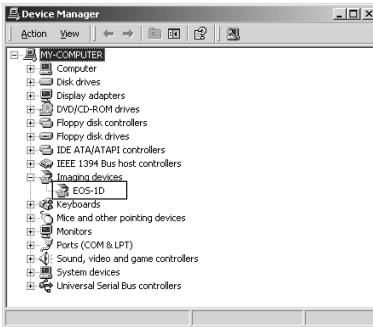 Device Manager
Action View
MY-COMPUTER
Computer
Disk drives
Display adapters
DVD/CD-ROM drives
Floppy disk controllers
Floppy disk drives
IDE ATA/ATAPI controllers
IEEE 1394 Bus host controllers
Imaging devices
EOS-1D
Keyboards
Mice and other pointing devices
Monitors
Ports (COM & LPT)
Sound, video and game controllers
System devices
Universal Serial Bus controllers